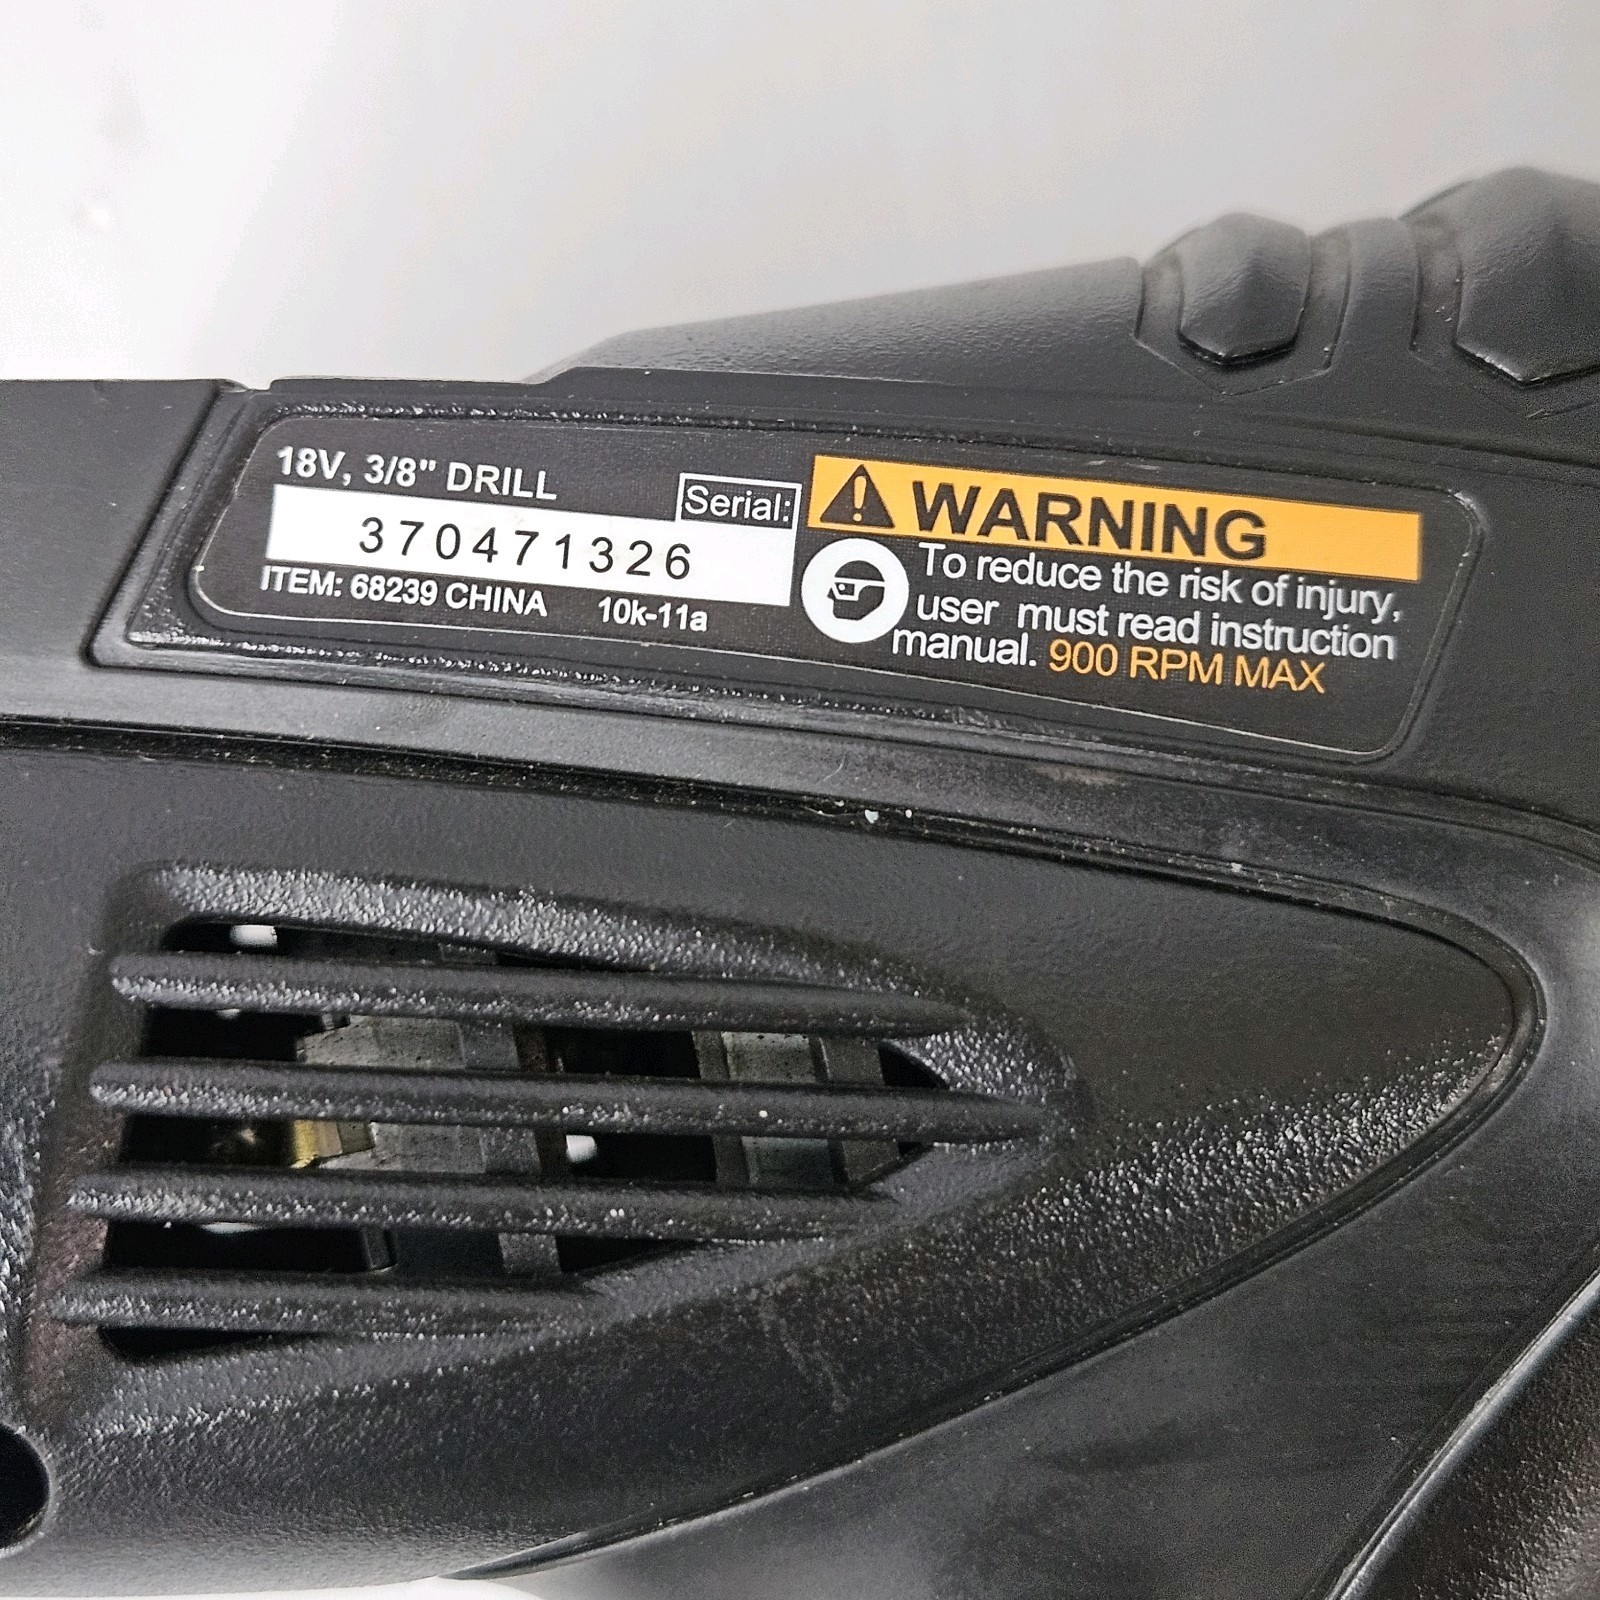 18V, 3/8" DRILL
Serial:
370471326
ITEM: 68239 CHINA 10k-11a
WARNING
To reduce the risk of injury,
user must read instruction
manual. 900 RPM MAX